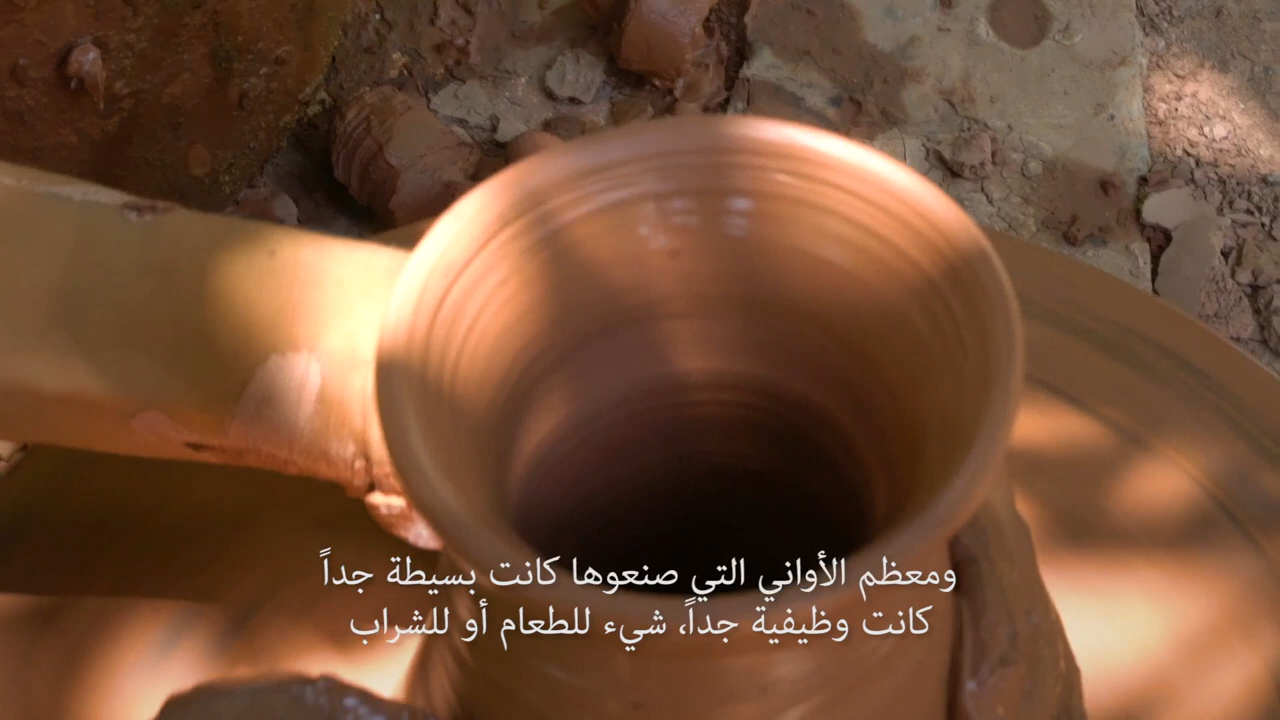 ومعظم الأواني التي صنعوها كانت بسيطة جداً
كانت وظيفية جداً، شيء للطعام أو للشراب